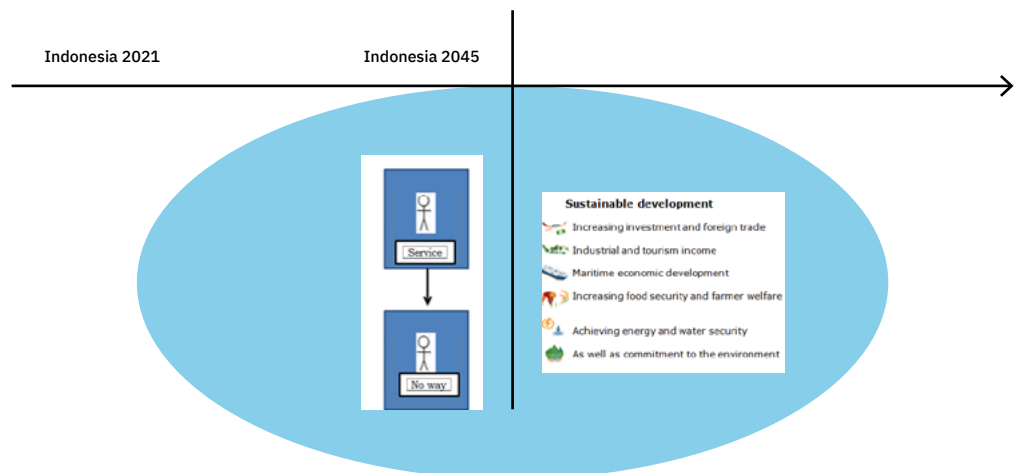 Indonesia 2021
Indonesia 2045
Service
No way
Sustainable development
Increasing investment and foreign trade
Industrial and tourism income
Maritime economic development
Increasing food security and farmer welfare
Achieving energy and water security
As well as commitment to the environment